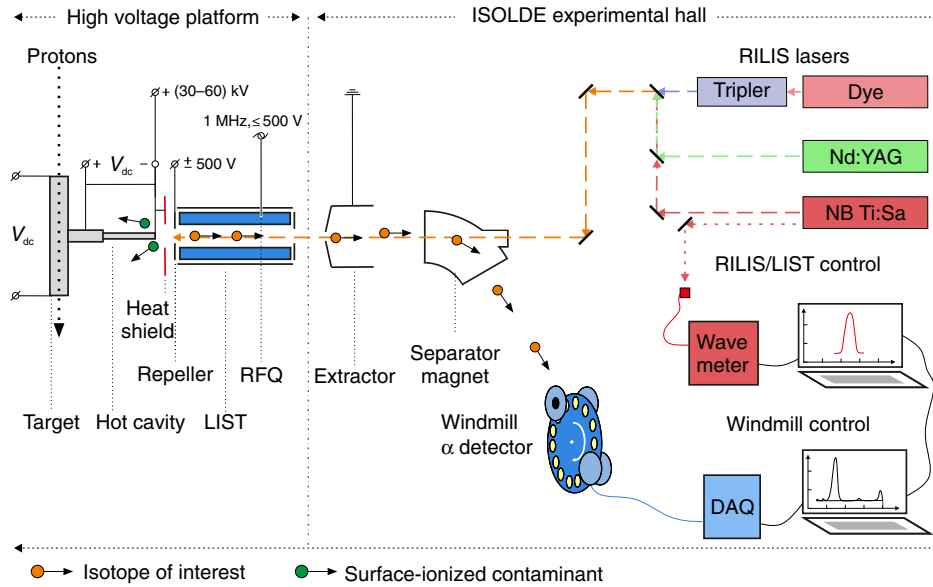 High voltage platform
ISOLDE experimental hall
Protons
+ (30–60) kV
1 MHz, ≤ 500 V
+ V_dc −
± 500 V
V_dc
RILIS lasers
Tripler
Dye
Nd:YAG
NB Ti:Sa
RILIS/LIST control
Heat
shield
Repeller
RFQ
Extractor
Separator
magnet
Wave
meter
Target
Hot cavity
LIST
Windmill
α detector
Windmill control
DAQ
Isotope of interest
Surface-ionized contaminant